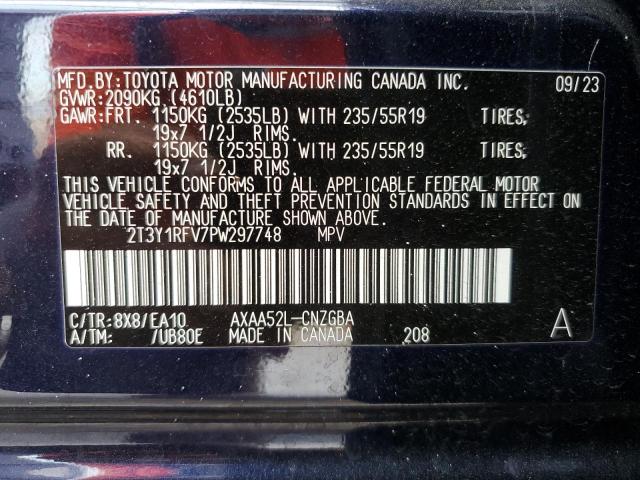 MFD.BY:TOYOTA MOTOR MANUFACTURING CANADA INC. 09/23
GVWR:2090KG (4610LB)
GAWR:FRT. 1150KG (2535LB) WITH 235/55R19 TIRES,
19x7 1/2J RIMS.
RR. 1150KG (2535LB) WITH 235/55R19 TIRES,
19x7 1/2J RIMS.
THIS VEHICLE CONFORMS TO ALL APPLICABLE FEDERAL MOTOR
VEHICLE SAFETY AND THEFT PREVENTION STANDARDS IN EFFECT ON
THE DATE OF MANUFACTURE SHOWN ABOVE.
2T3Y1RFV7PW297748 MPV
C/TR:8X8/EA10 AXAA52L-CNZGBA
A/TM: /UB80E MADE IN CANADA 208 A